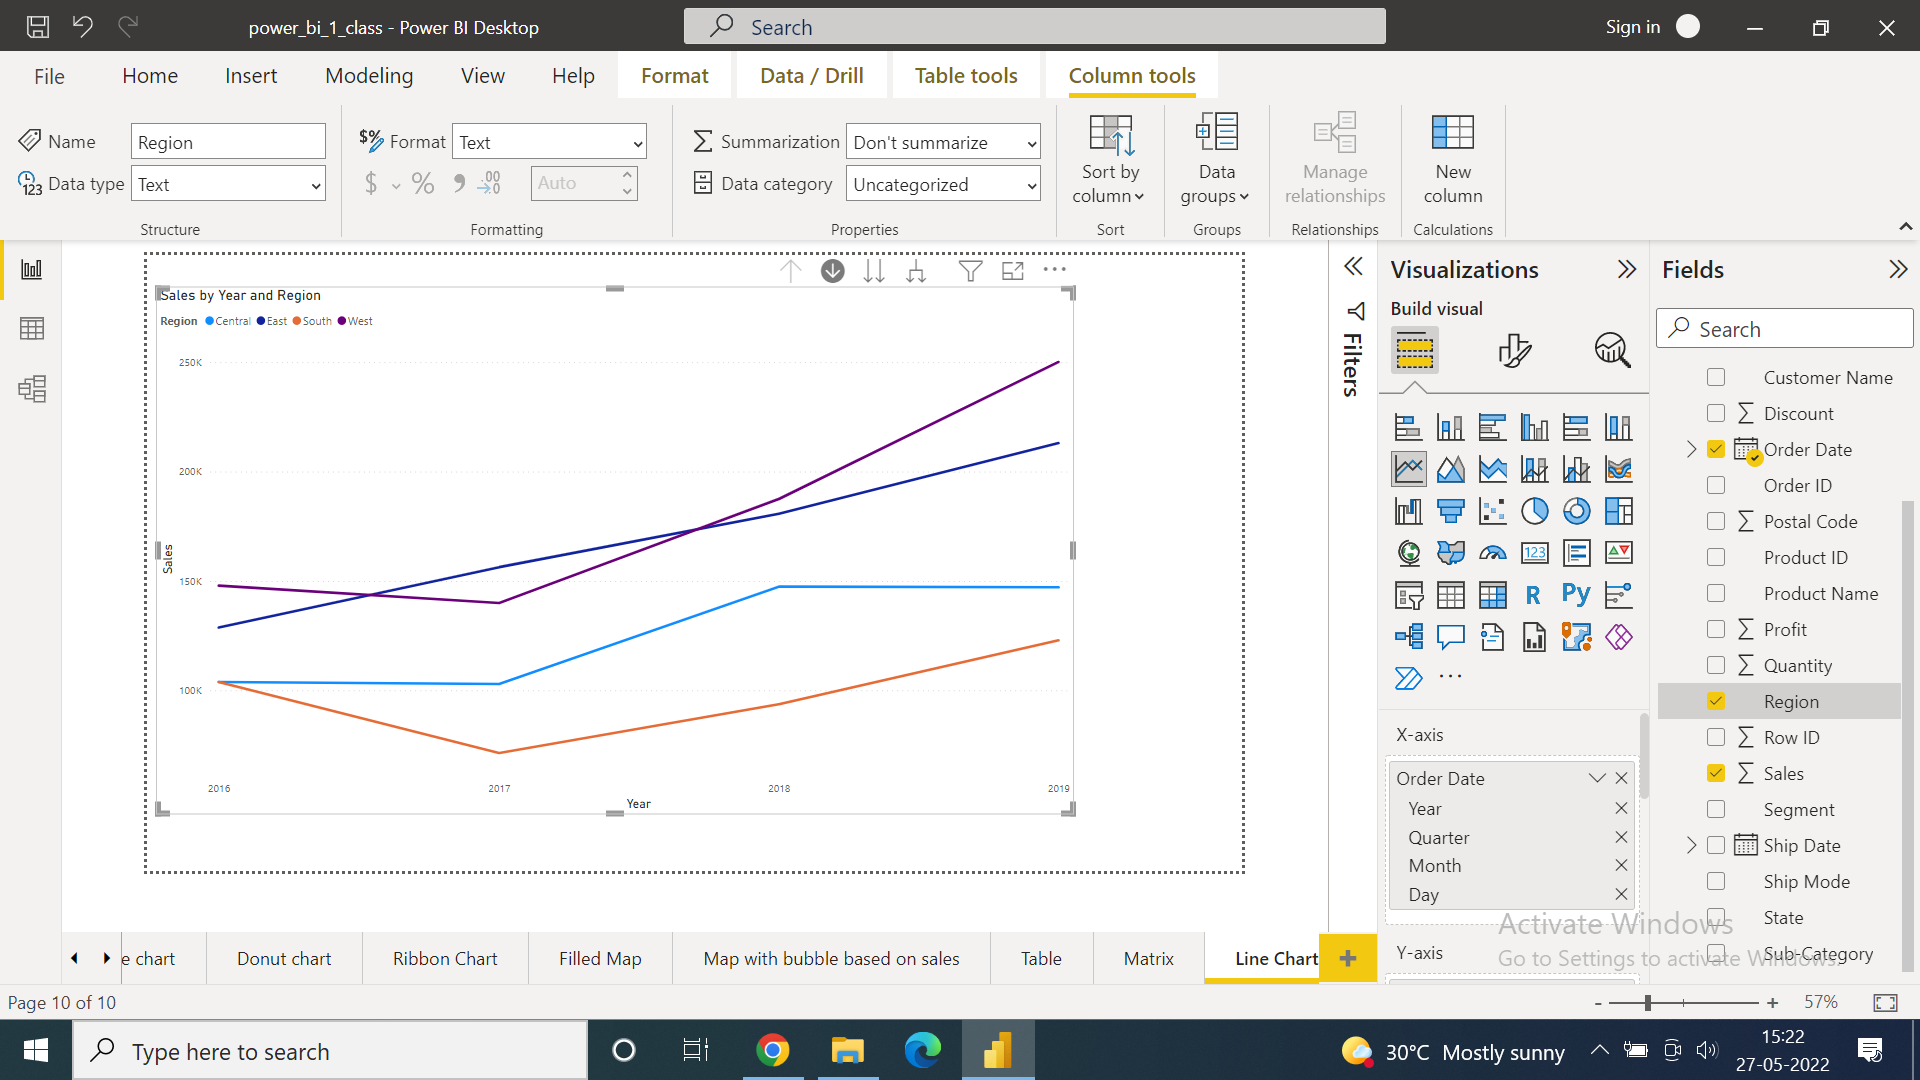 power_bi_1_class - Power BI Desktop
Search
Sign in
File
Home
Insert
Modeling
View
Help
Format
Data / Drill
Table tools
Column tools
Name
Region
Data type
Text
Structure
$% Format
Text
$ % 9 .00
Auto
Formatting
Summarization
Don't summarize
Data category
Uncategorized
Properties
Sort by
column
Sort
Data
groups
Groups
Manage
relationships
Relationships
New
column
Calculations
Sales by Year and Region
Region Central East South West
250K
200K
150K
100K
Sales
2016 2017 2018 2019
Year
Filters
Visualizations
Build visual
123
R
Py
X-axis
Order Date
Year
Quarter
Month
Day
Y-axis
Fields
Search
Customer Name
Discount
Order Date
Order ID
Postal Code
Product ID
Product Name
Profit
Quantity
Region
Row ID
Sales
Segment
Ship Date
Ship Mode
State
Sub-Category
Activate Windows
Go to Settings to activate Windows.
e chart
Donut chart
Ribbon Chart
Filled Map
Map with bubble based on sales
Table
Matrix
Line Chart
Page 10 of 10
57%
Type here to search
30°C Mostly sunny
15:22
27-05-2022